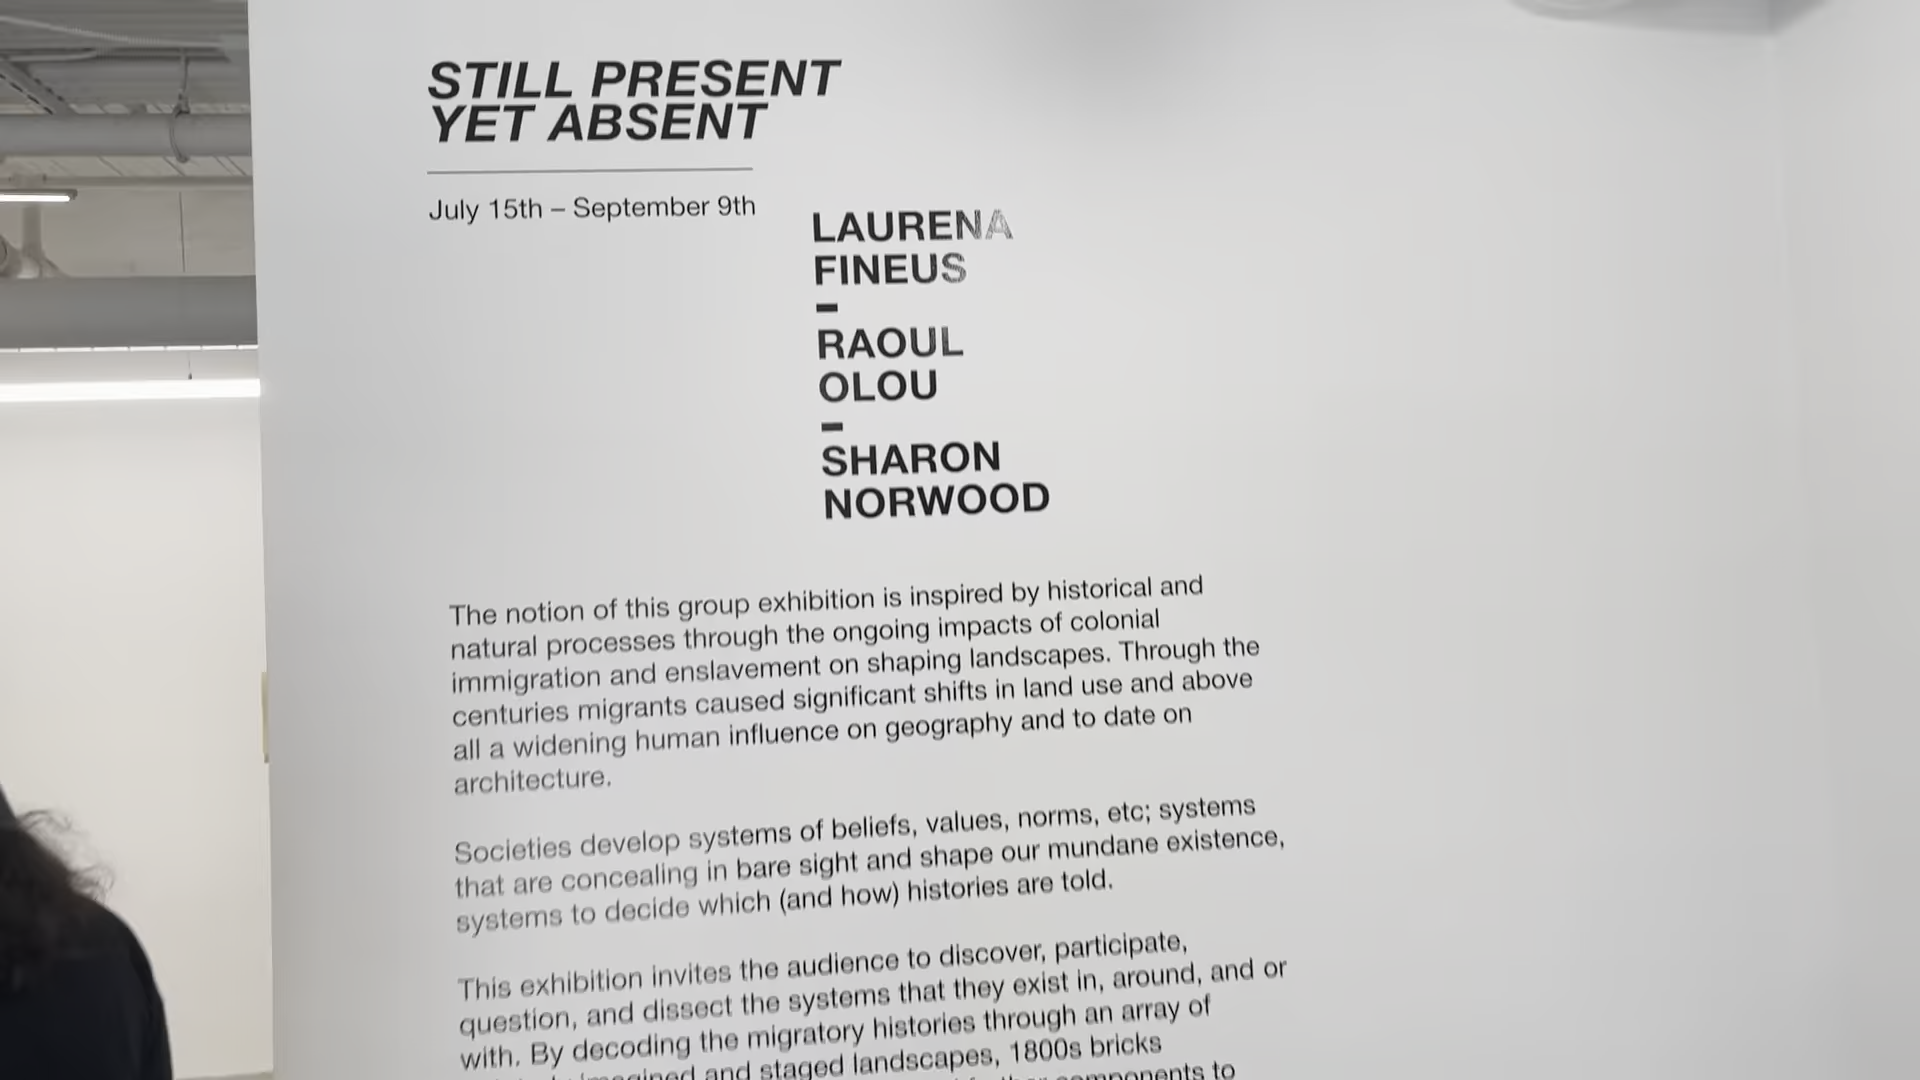 STILL PRESENT
YET ABSENT
July 15th – September 9th
LAURENA
FINEUS
–
RAOUL
OLOU
–
SHARON
NORWOOD
The notion of this group exhibition is inspired by historical and
natural processes through the ongoing impacts of colonial
immigration and enslavement on shaping landscapes. Through the
centuries migrants caused significant shifts in land use and above
all a widening human influence on geography and to date on
architecture.
Societies develop systems of beliefs, values, norms, etc; systems
that are concealing in bare sight and shape our mundane existence,
systems to decide which (and how) histories are told.
This exhibition invites the audience to discover, participate,
question, and dissect the systems that they exist in, around, and or
with. By decoding the migratory histories through an array of
imagined and staged landscapes, 1800s bricks
components to